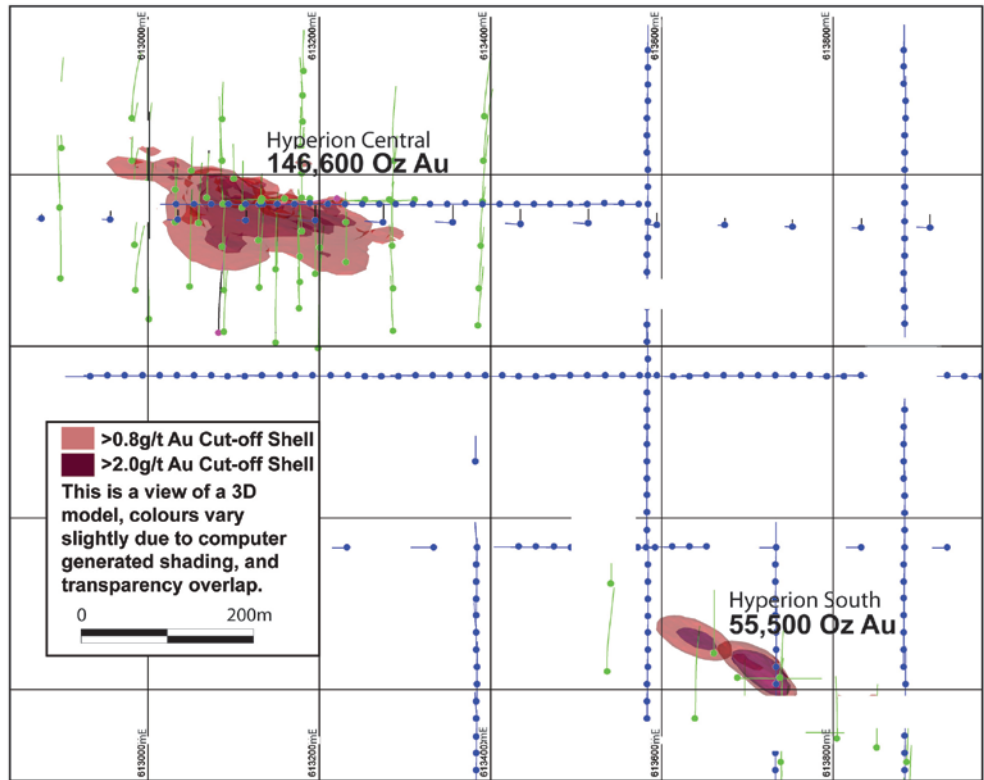 613000mE
613200mE
613400mE
613600mE
613800mE
Hyperion Central
146,600 Oz Au
>0.8g/t Au Cut-off Shell
>2.0g/t Au Cut-off Shell
This is a view of a 3D
model, colours vary
slightly due to computer
generated shading, and
transparency overlap.
0 200m
Hyperion South
55,500 Oz Au
613000mE
613200mE
613400mE
613600mE
613800mE